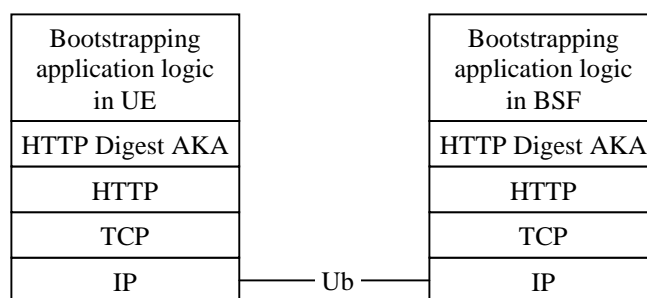 Bootstrapping
application logic
in UE
HTTP Digest AKA
HTTP
TCP
IP
Ub
Bootstrapping
application logic
in BSF
HTTP Digest AKA
HTTP
TCP
IP